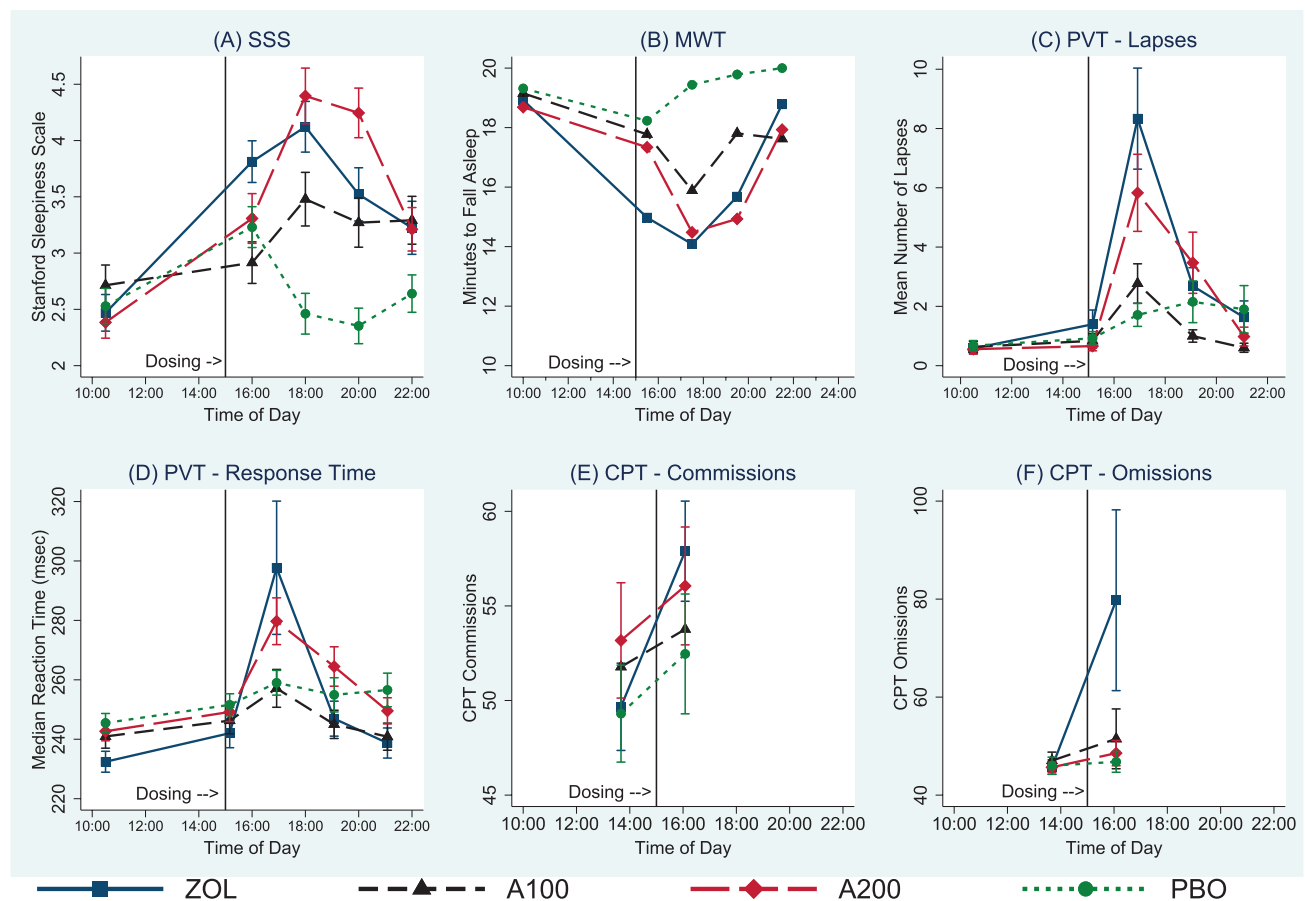 (A) SSS
Stanford Sleepiness Scale
4.5
4
3.5
3
2.5
2
Dosing -->
10:00 12:00 14:00 16:00 18:00 20:00 22:00
Time of Day
(B) MWT
Minutes to Fall Asleep
20
18
16
14
12
10
Dosing -->
10:00 12:00 14:00 16:00 18:00 20:00 22:00 24:00
Time of Day
(C) PVT - Lapses
Mean Number of Lapses
10
8
6
4
2
0
Dosing -->
10:00 12:00 14:00 16:00 18:00 20:00 22:00
Time of Day
(D) PVT - Response Time
Median Reaction Time (msec)
320
300
280
260
240
220
Dosing -->
10:00 12:00 14:00 16:00 18:00 20:00 22:00
Time of Day
(E) CPT - Commissions
CPT Commissions
60
55
50
45
Dosing -->
10:00 12:00 14:00 16:00 18:00 20:00 22:00
Time of Day
(F) CPT - Omissions
CPT Omissions
100
80
60
40
Dosing -->
10:00 12:00 14:00 16:00 18:00 20:00 22:00
Time of Day
ZOL A100 A200 PBO